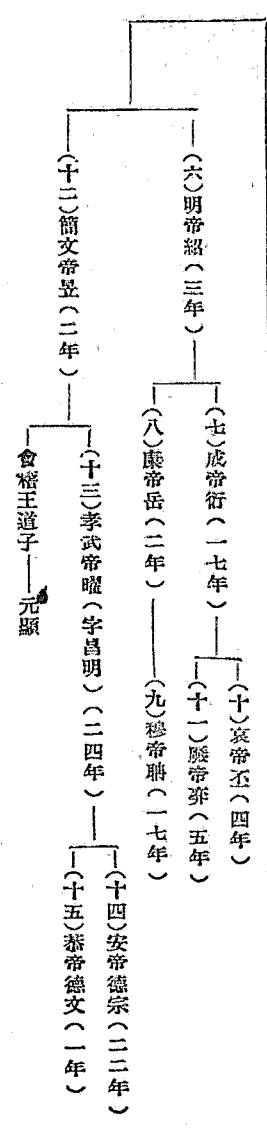 （六）明帝紹（三年）
（七）成帝衍（一七年）
（十）哀帝丕（四年）
（十一）廢帝弈（五年）
（八）康帝岳（二年）
（九）穆帝聃（一七年）
（十二）簡文帝昱（二年）
（十三）孝武帝曜（字昌明）（二四年）
（十四）安帝德宗（二二年）
（十五）恭帝德文（一年）
會稽王道子——元顯